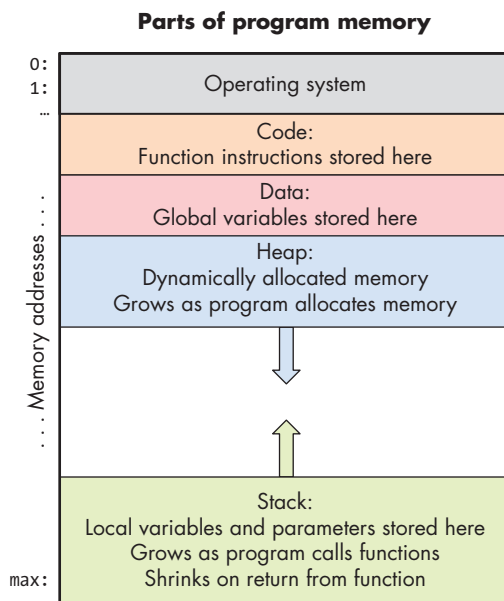 Parts of program memory
0:
1:
…
Operating system
Code:
Function instructions stored here
Data:
Global variables stored here
Heap:
Dynamically allocated memory
Grows as program allocates memory
. . . . Memory addresses . . . .
Stack:
Local variables and parameters stored here
Grows as program calls functions
max:
Shrinks on return from function